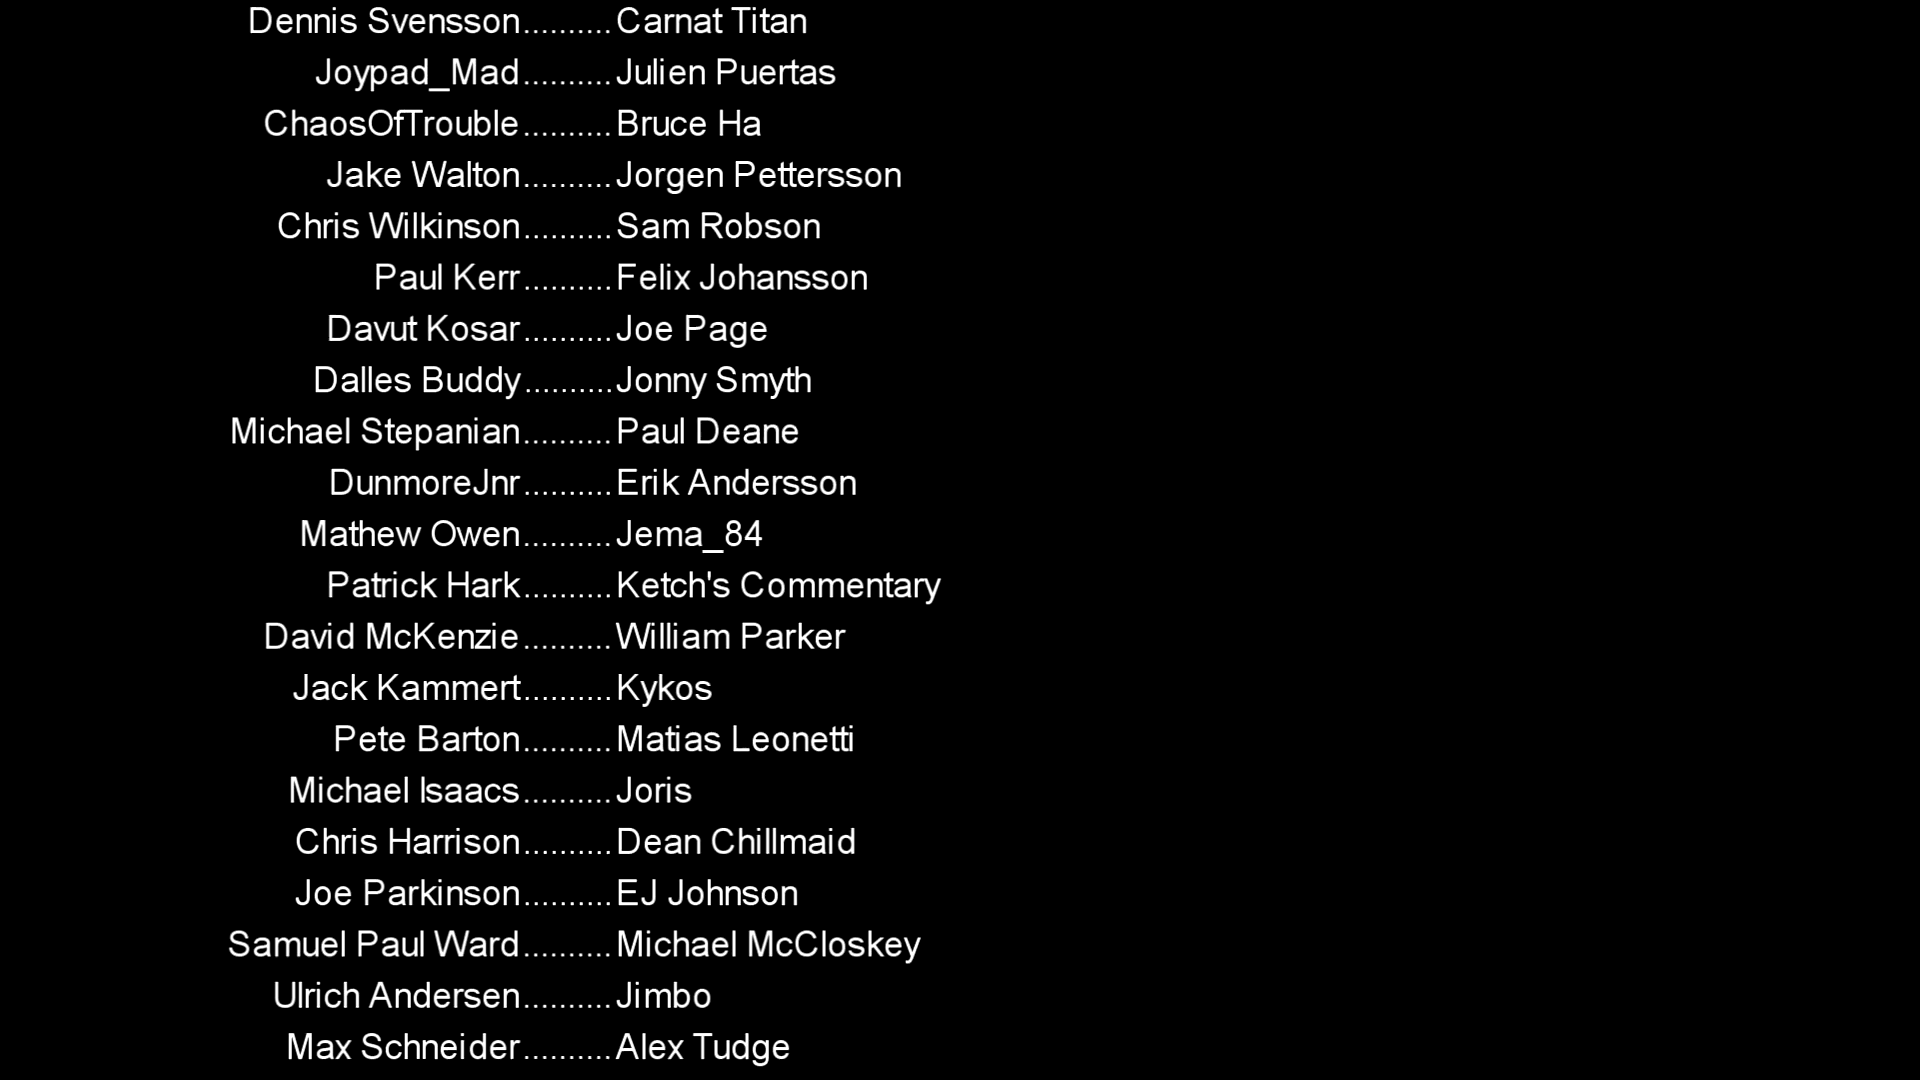 Dennis Svensson..........Carnat Titan
Joypad_Mad..........Julien Puertas
ChaosOfTrouble..........Bruce Ha
Jake Walton..........Jorgen Pettersson
Chris Wilkinson..........Sam Robson
Paul Kerr..........Felix Johansson
Davut Kosar..........Joe Page
Dalles Buddy..........Jonny Smyth
Michael Stepanian..........Paul Deane
DunmoreJnr..........Erik Andersson
Mathew Owen..........Jema_84
Patrick Hark..........Ketch's Commentary
David McKenzie..........William Parker
Jack Kammert..........Kykos
Pete Barton..........Matias Leonetti
Michael Isaacs..........Joris
Chris Harrison..........Dean Chillmaid
Joe Parkinson..........EJ Johnson
Samuel Paul Ward..........Michael McCloskey
Ulrich Andersen..........Jimbo
Max Schneider..........Alex Tudge